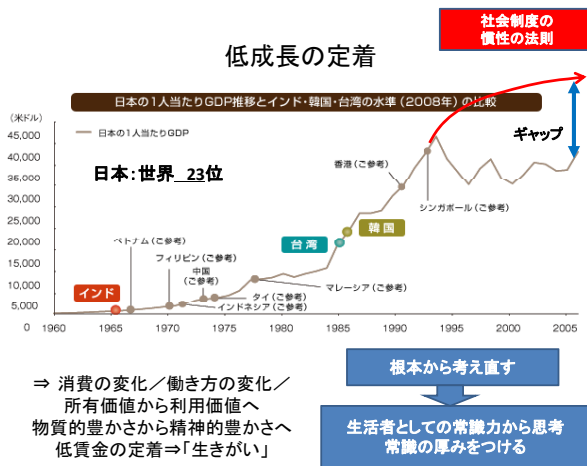 社会制度の
慣性の法則
低成長の定着
日本の1人当たりGDP推移とインド・韓国・台湾の水準(2008年)の比較
(米ドル)
45,000
40,000
36,000
25,000
20,000
15,000
10,000
5,000
0
日本の1人当たりGDP
日本:世界 23位
ギャップ
香港(ご参考)
シンガポール(ご参考)
韓国
台湾
ベトナム(ご参考)
フィリピン(ご参考)
中国
(ご参考)
マレーシア(ご参考)
タイ(ご参考)
インドネシア(ご参考)
インド
1960 1965 1970 1975 1980 1985 1990 1995 2000 2005
⇒ 消費の変化/働き方の変化/
所有価値から利用価値へ
物質的豊かさから精神的豊かさへ
低賃金の定着⇒「生きがい」
根本から考え直す
生活者としての常識力から思考
常識の厚みをつける